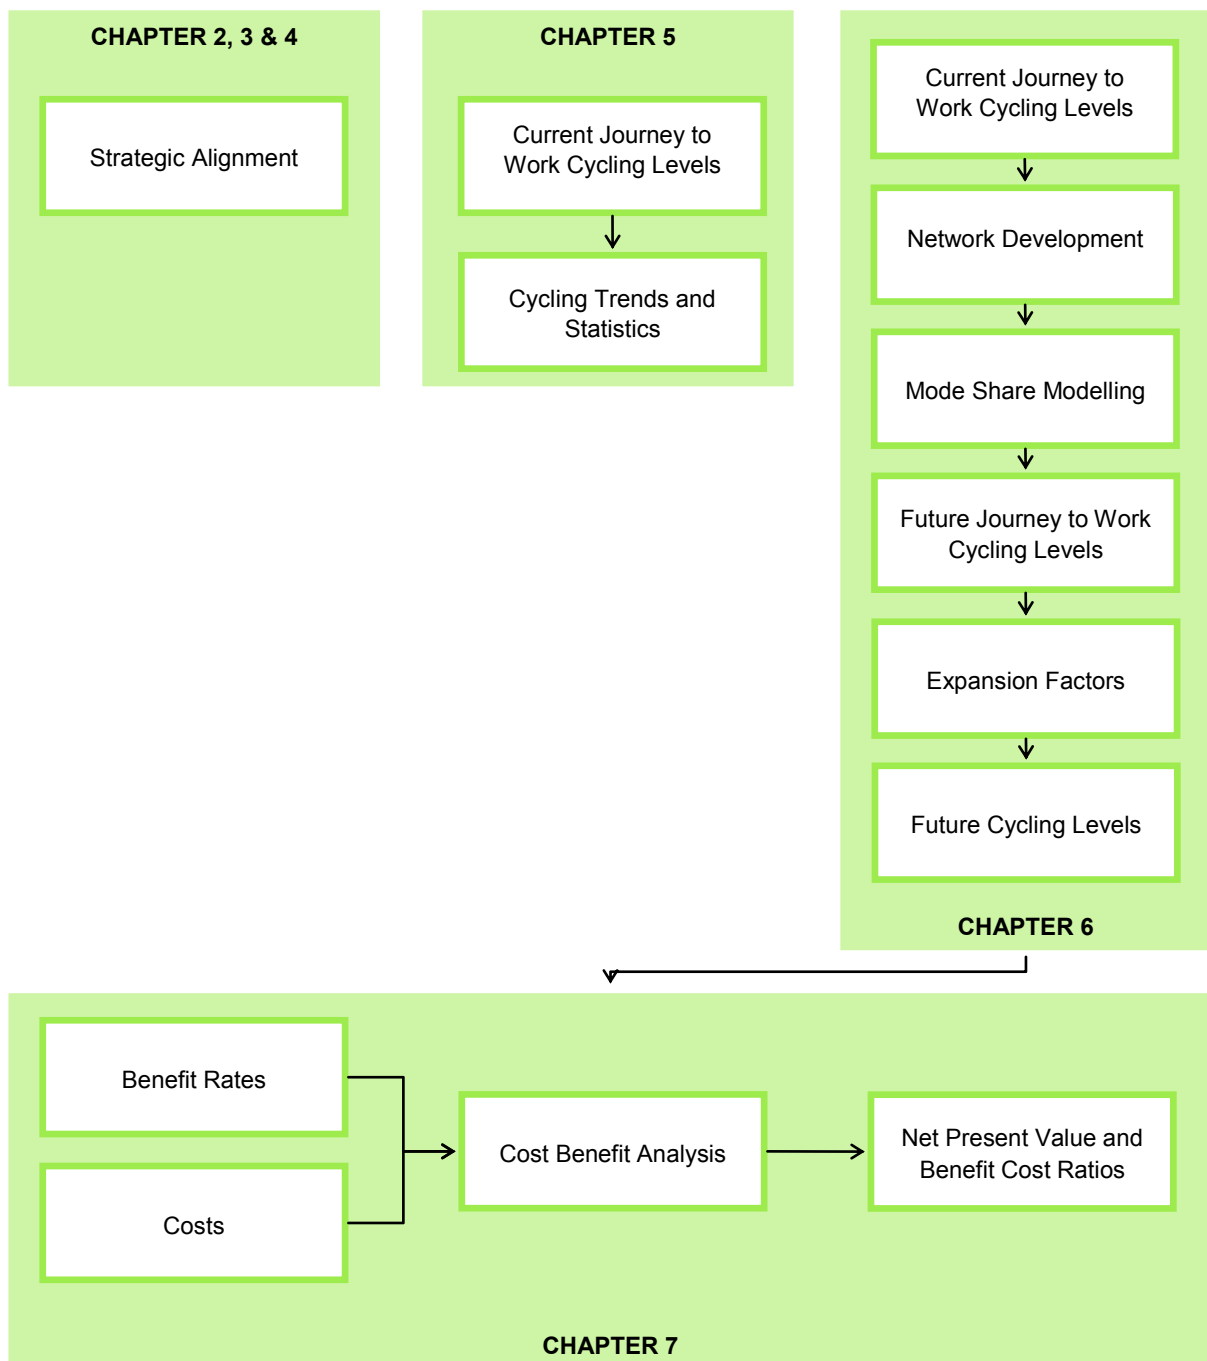 CHAPTER 2, 3 & 4
Strategic Alignment
CHAPTER 5
Current Journey to
Work Cycling Levels
Cycling Trends and
Statistics
Current Journey to
Work Cycling Levels
Network Development
Mode Share Modelling
Future Journey to Work
Cycling Levels
Expansion Factors
Future Cycling Levels
CHAPTER 6
Benefit Rates
Costs
Cost Benefit Analysis
Net Present Value and
Benefit Cost Ratios
CHAPTER 7